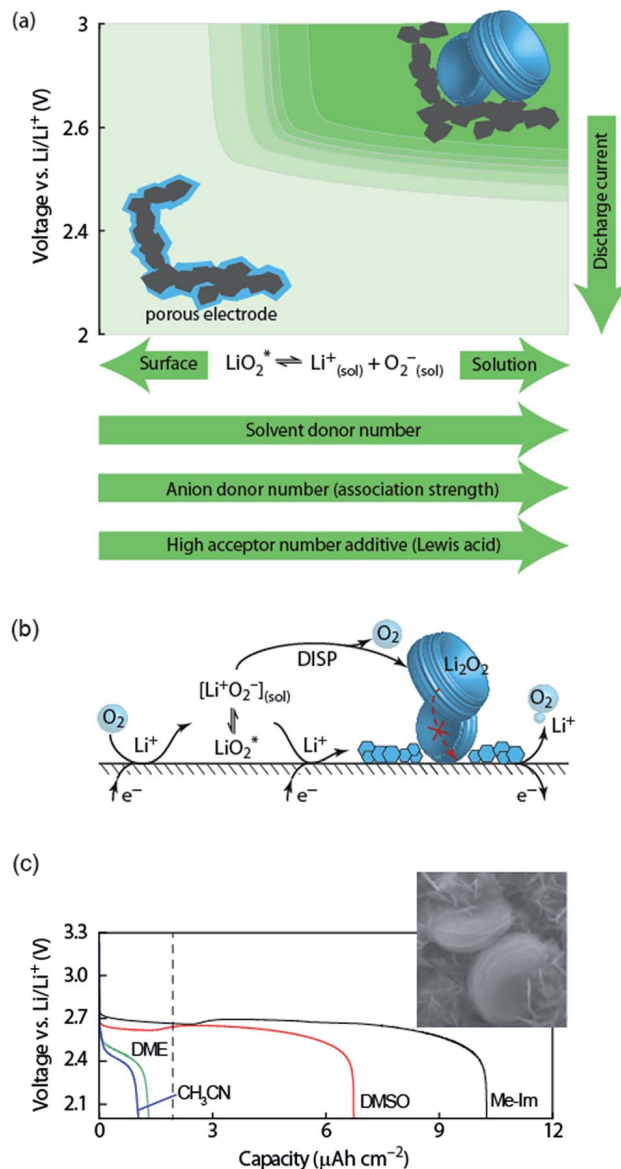 (a)
3
2.6
2.4
2
Voltage vs. Li/Li⁺ (V)
porous electrode
Discharge current
Surface
LiO₂* ⇌ Li⁺(sol) + O₂⁻(sol)
Solution
Solvent donor number
Anion donor number (association strength)
High acceptor number additive (Lewis acid)
(b)
O₂
DISP
Li₂O₂
[Li⁺O₂⁻](sol)
O₂
O₂
Li⁺
LiO₂*
Li⁺
Li⁺
e⁻
e⁻
e⁻
(c)
Voltage vs. Li/Li⁺ (V)
3.3
3.0
2.7
2.4
2.1
DME
CH₃CN
DMSO
Me-Im
0
3
6
9
12
Capacity (μAh cm⁻²)